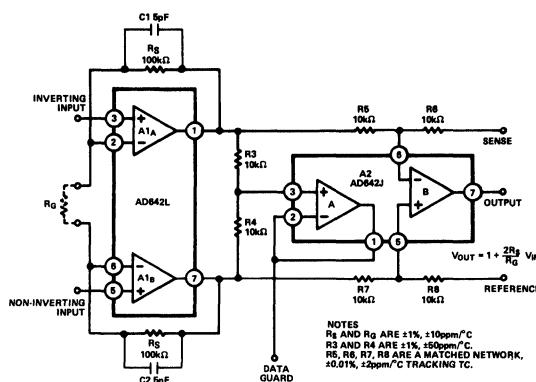 C1 5pF
RS
100kΩ
INVERTING
INPUT
3
+
A1A
1
2
−
R5
10kΩ
R6
10kΩ
SENSE
R3
10kΩ
6
A2
AD642J
RG
AD642L
3
+
A
−
B
7
OUTPUT
R4
10kΩ
2
−
+
1
5
VOUT = 1 + 2RS/RG VIN
6
−
A1B
7
5
+
NON-INVERTING
INPUT
R7
10kΩ
R8
10kΩ
REFERENCE
RS
100kΩ
C2 5pF
DATA
GUARD
NOTES
RS AND RG ARE ±1%, ±10ppm/°C
R3 AND R4 ARE ±1%, ±50ppm/°C.
R5, R6, R7, R8 ARE A MATCHED NETWORK,
±0.01%, ±2ppm/°C TRACKING TC.